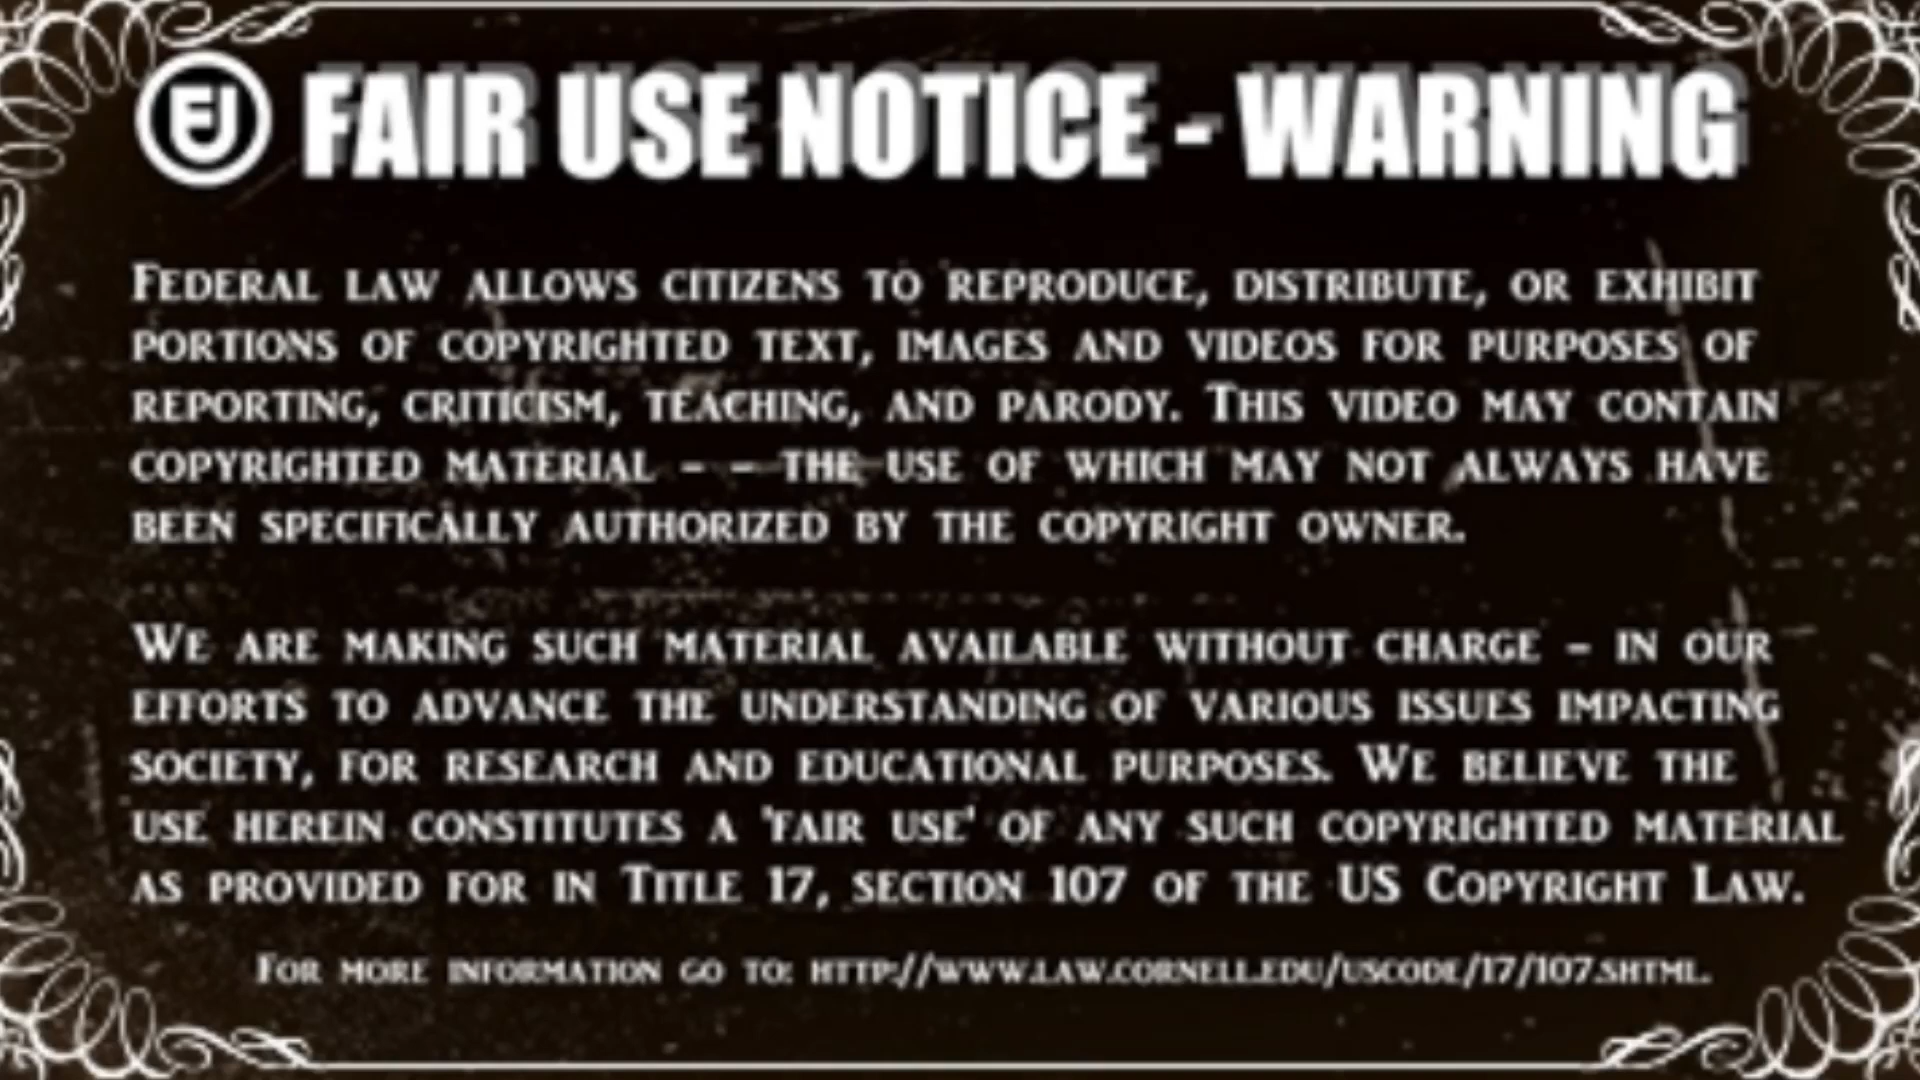 FU FAIR USE NOTICE - WARNING
FEDERAL LAW ALLOWS CITIZENS TO REPRODUCE, DISTRIBUTE, OR EXHIBIT
PORTIONS OF COPYRIGHTED TEXT, IMAGES AND VIDEOS FOR PURPOSES OF
REPORTING, CRITICISM, TEACHING, AND PARODY. THIS VIDEO MAY CONTAIN
COPYRIGHTED MATERIAL - - THE USE OF WHICH MAY NOT ALWAYS HAVE
BEEN SPECIFICALLY AUTHORIZED BY THE COPYRIGHT OWNER.
WE ARE MAKING SUCH MATERIAL AVAILABLE WITHOUT CHARGE - IN OUR
EFFORTS TO ADVANCE THE UNDERSTANDING OF VARIOUS ISSUES IMPACTING
SOCIETY, FOR RESEARCH AND EDUCATIONAL PURPOSES. WE BELIEVE THE
USE HEREIN CONSTITUTES A 'FAIR USE' OF ANY SUCH COPYRIGHTED MATERIAL
AS PROVIDED FOR IN TITLE 17, SECTION 107 OF THE US COPYRIGHT LAW.
FOR MORE INFORMATION GO TO: HTTP://WWW.LAW.CORNELL.EDU/USCODE/17/107.SHTML.